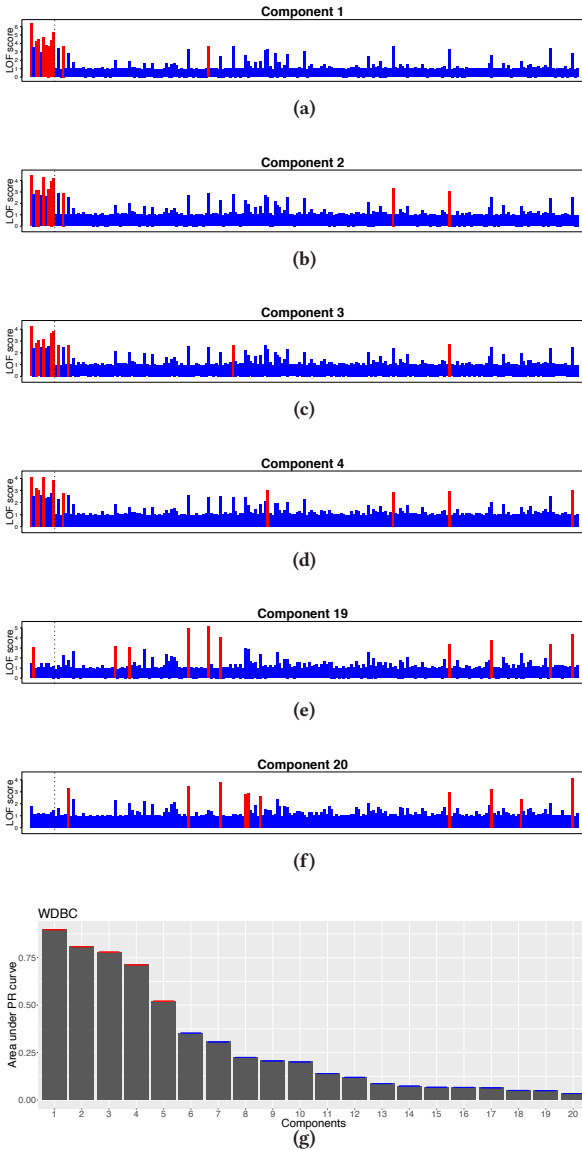 Component 1
LOF score
0 1 2 3 4 5 6
(a)
Component 2
LOF score
0 1 2 3 4
(b)
Component 3
LOF score
0 1 2 3 4
(c)
Component 4
LOF score
0 1 2 3 4
(d)
Component 19
LOF score
0 1 2 3 4 5
(e)
Component 20
LOF score
0 1 2 3 4
(f)
WDBC
Area under PR curve
0.75
0.50
0.25
0.00
1 2 3 4 5 6 7 8 9 10 11 12 13 14 15 16 17 18 19 20
Components
(g)